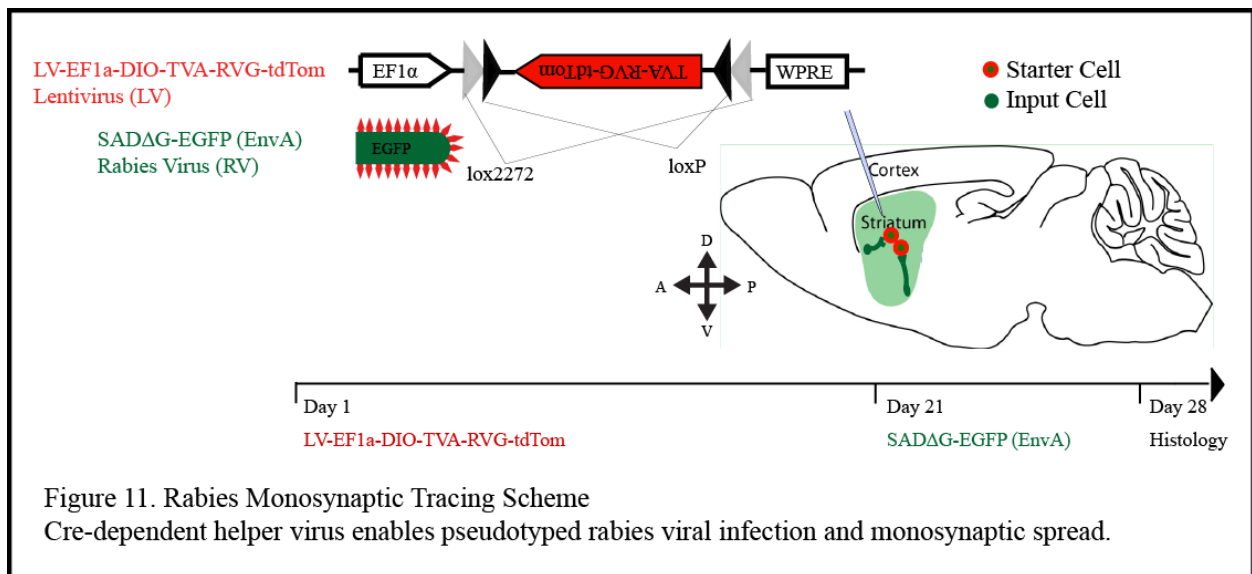 LV-EF1a-DIO-TVA-RVG-tdTom
Lentivirus (LV)
EF1α
TVA-RVG-tdTom
WPRE
Starter Cell
Input Cell
SADΔG-EGFP (EnvA)
Rabies Virus (RV)
EGFP
lox2272
loxP
Cortex
Striatum
D
A
P
V
Day 1
Day 21
Day 28
LV-EF1a-DIO-TVA-RVG-tdTom
SADΔG-EGFP (EnvA)
Histology
Figure 11. Rabies Monosynaptic Tracing Scheme
Cre-dependent helper virus enables pseudotyped rabies viral infection and monosynaptic spread.